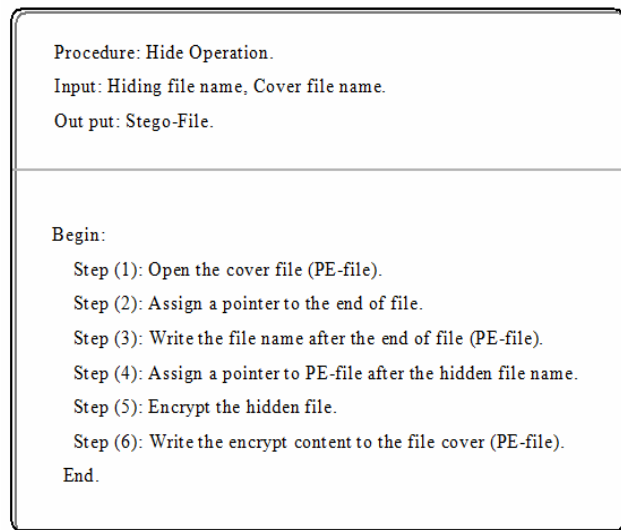 Procedure: Hide Operation.
Input: Hiding file name, Cover file name.
Out put: Stego-File.
Begin:
Step (1): Open the cover file (PE-file).
Step (2): Assign a pointer to the end of file.
Step (3): Write the file name after the end of file (PE-file).
Step (4): Assign a pointer to PE-file after the hidden file name.
Step (5): Encrypt the hidden file.
Step (6): Write the encrypt content to the file cover (PE-file).
End.